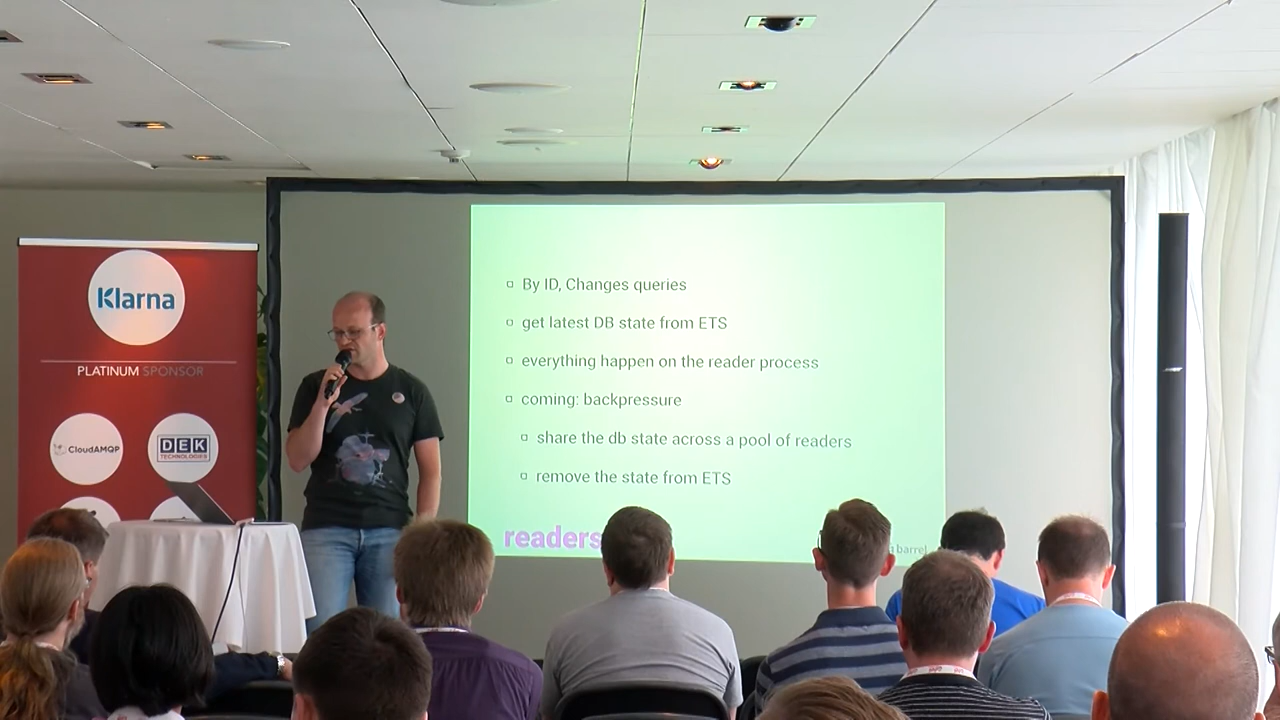 Klarna
PLATINUM SPONSOR
CloudAMQP
DEK
TECHNOLOGIES
By ID, Changes queries
get latest DB state from ETS
everything happen on the reader process
coming: backpressure
share the db state across a pool of readers
remove the state from ETS
readers
barrel